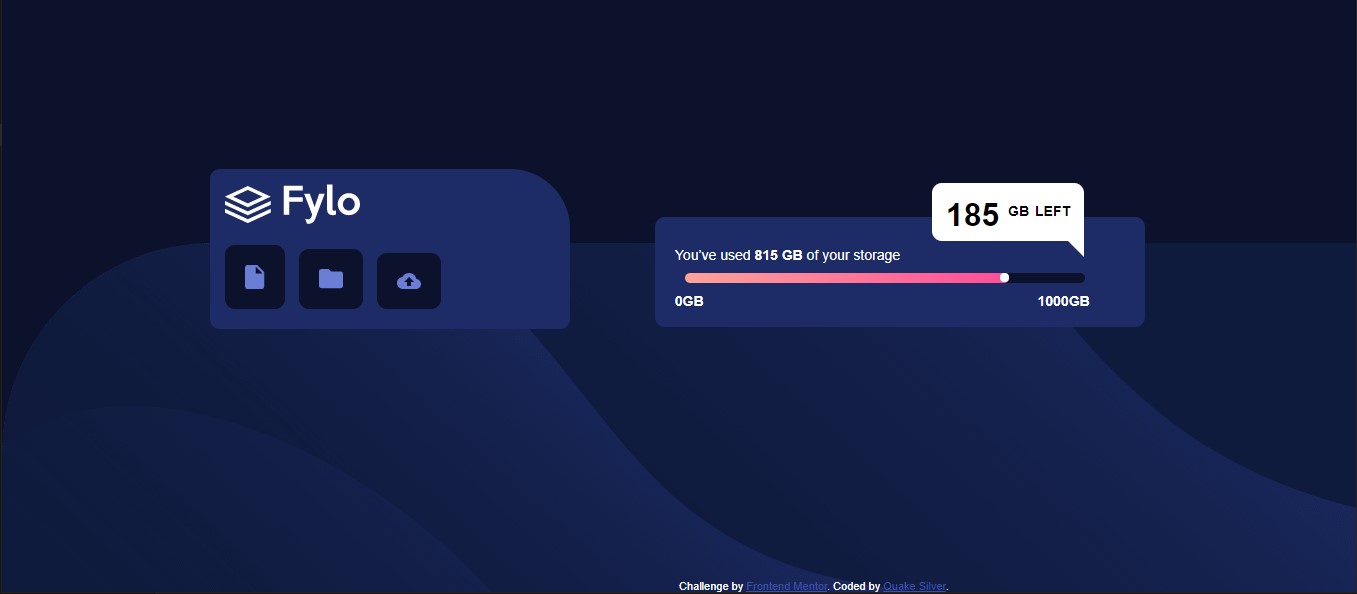 Fylo
185 GB LEFT
You've used 815 GB of your storage
0GB 1000GB
Challenge by Frontend Mentor. Coded by Quake Silver.